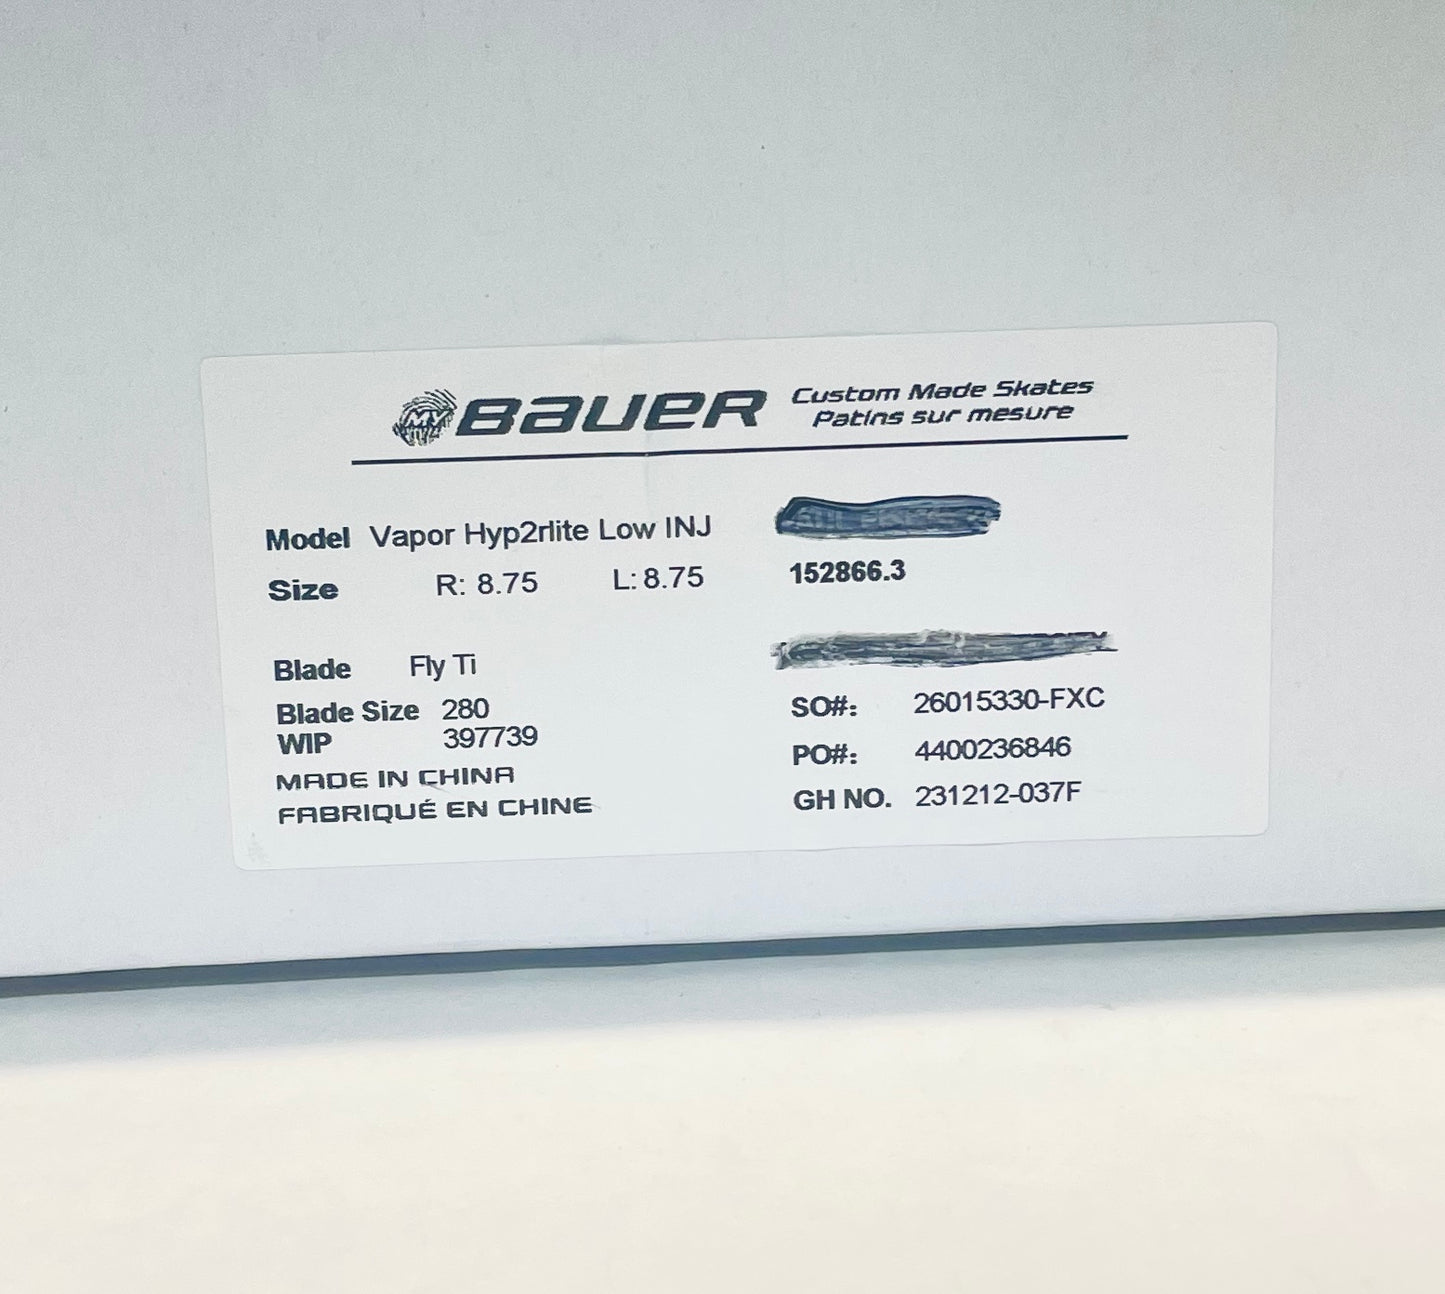 MY BAUER Custom Made Skates
Patins sur mesure
Model Vapor Hyp2rlite Low INJ
Size R: 8.75 L: 8.75
152866.3
Blade Fly Ti
Blade Size 280
WIP 397739
MADE IN CHINA
FABRIQUÉ EN CHINE
SO#: 26015330-FXC
PO#: 4400236846
GH NO. 231212-037F